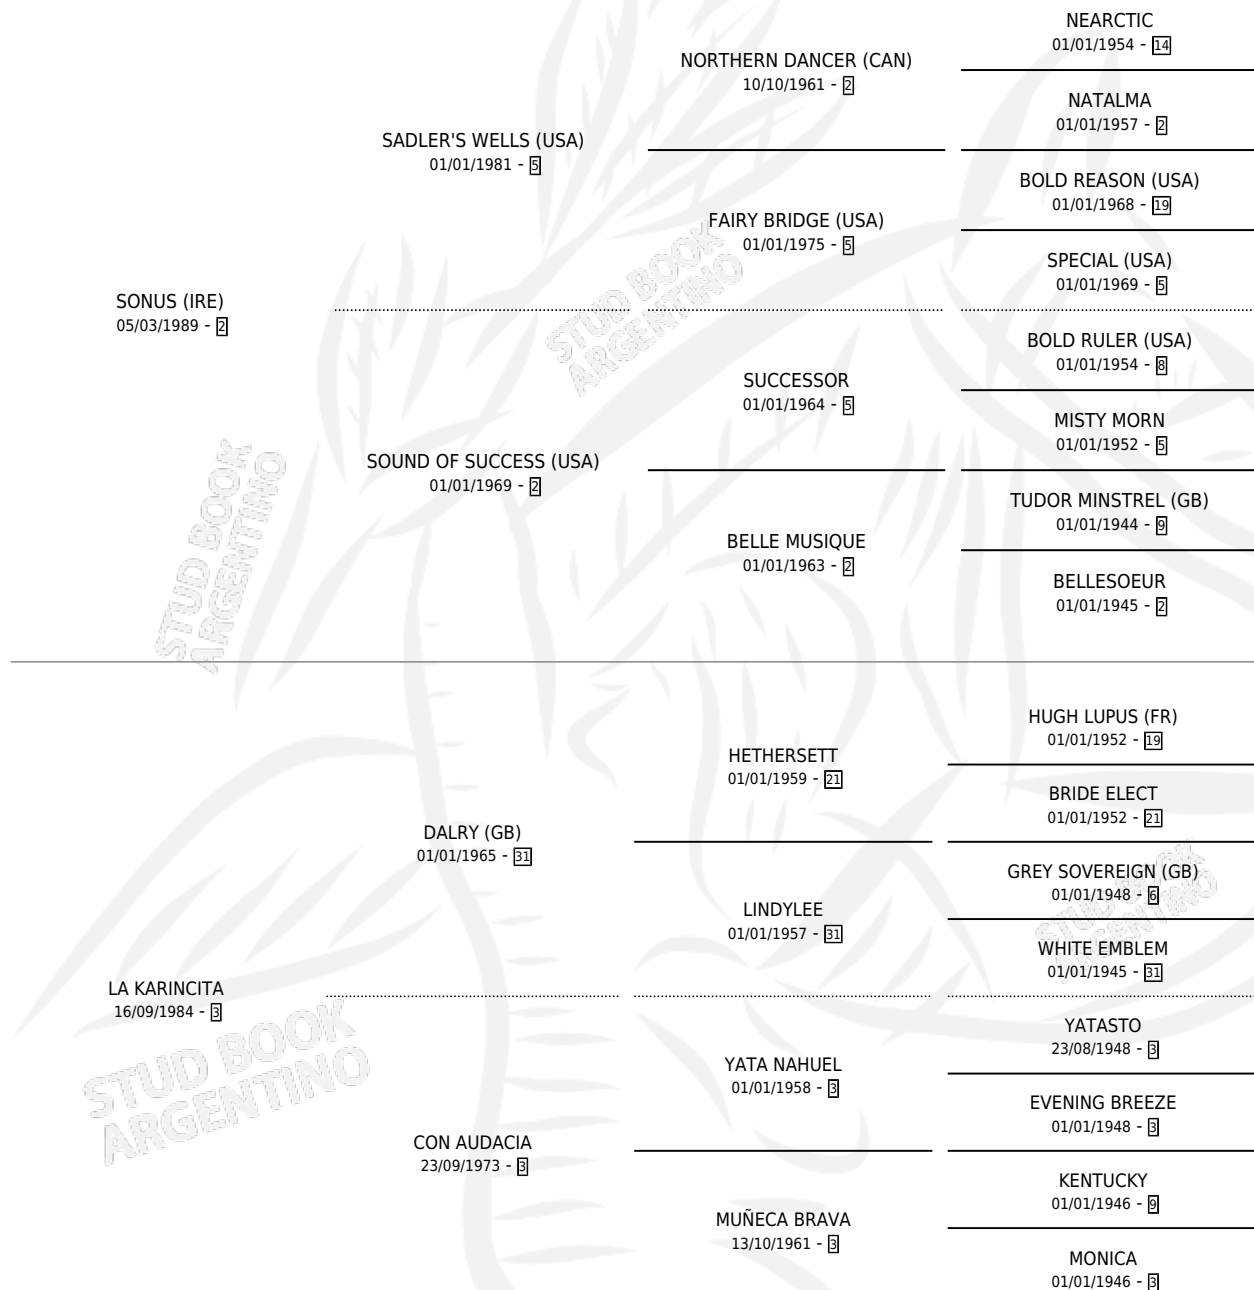 NEARCTIC
01/01/1954 - 14
NORTHERN DANCER (CAN)
10/10/1961 - 2
NATALMA
01/01/1957 - 2
SADLER'S WELLS (USA)
01/01/1981 - 5
BOLD REASON (USA)
01/01/1968 - 19
FAIRY BRIDGE (USA)
01/01/1975 - 5
SPECIAL (USA)
01/01/1969 - 5
STUD BOOK
ARGENTINO
SONUS (IRE)
05/03/1989 - 2
BOLD RULER (USA)
01/01/1954 - 8
SUCCESSOR
01/01/1964 - 5
MISTY MORN
01/01/1952 - 5
SOUND OF SUCCESS (USA)
01/01/1969 - 2
TUDOR MINSTREL (GB)
01/01/1944 - 9
BELLE MUSIQUE
01/01/1963 - 2
BELLESOEUR
01/01/1945 - 2
STUD BOOK
ARGENTINO
HUGH LUPUS (FR)
01/01/1952 - 19
HETHERSETT
01/01/1959 - 21
BRIDE ELECT
01/01/1952 - 21
DALRY (GB)
01/01/1965 - 31
GREY SOVEREIGN (GB)
01/01/1948 - 6
LINDYLEE
01/01/1957 - 31
WHITE EMBLEM
01/01/1945 - 31
STUD BOOK
ARGENTINO
LA KARINCITA
16/09/1984 - 3
YATASTO
23/08/1948 - 3
YATA NAHUEL
01/01/1958 - 3
EVENING BREEZE
01/01/1948 - 3
STUD BOOK
ARGENTINO
CON AUDACIA
23/09/1973 - 3
KENTUCKY
01/01/1946 - 9
MUÑECA BRAVA
13/10/1961 - 3
MONICA
01/01/1946 - 3